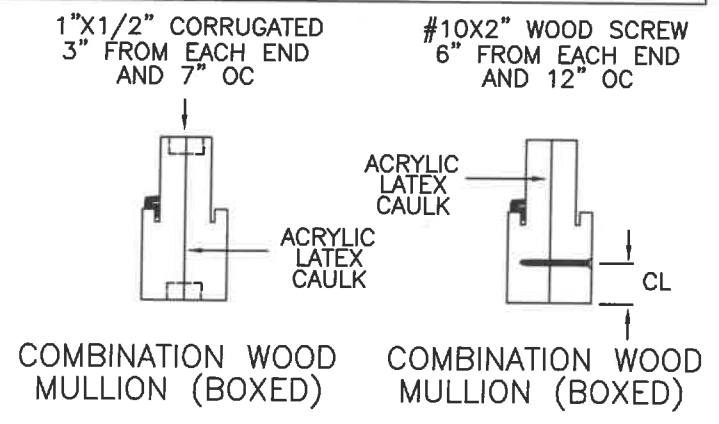 1"X1/2" CORRUGATED
3" FROM EACH END
AND 7" OC
ACRYLIC
LATEX
CAULK
COMBINATION WOOD
MULLION (BOXED)
#10X2" WOOD SCREW
6" FROM EACH END
AND 12" OC
ACRYLIC
LATEX
CAULK
CL
COMBINATION WOOD
MULLION (BOXED)